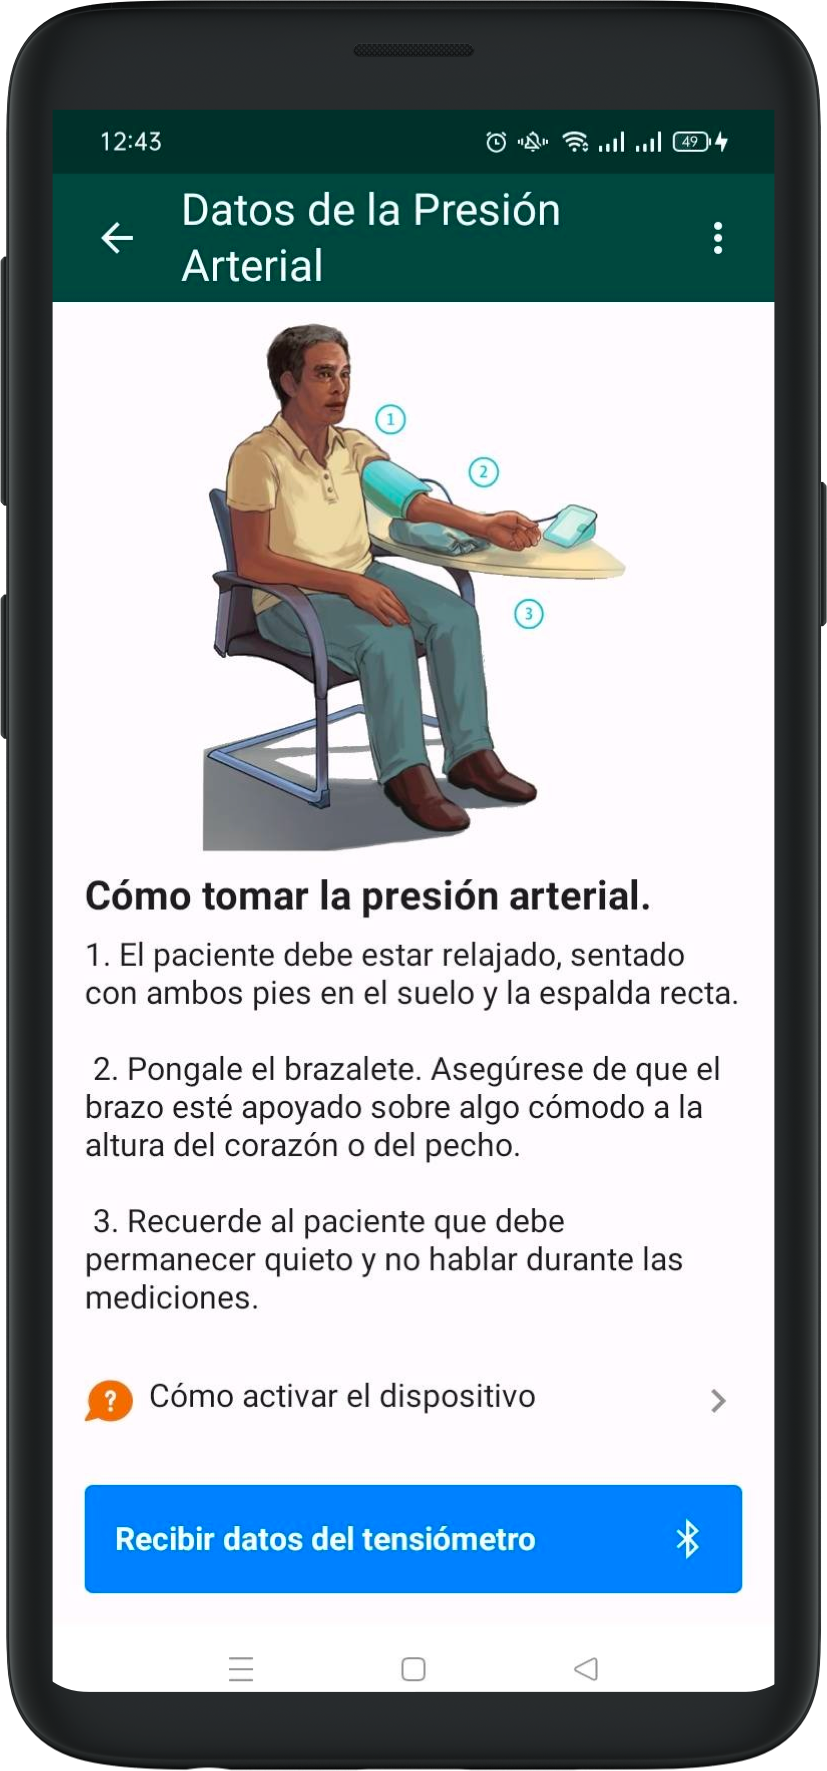 12:43
49
Datos de la Presión
Arterial
1
2
3
Cómo tomar la presión arterial.
1. El paciente debe estar relajado, sentado
con ambos pies en el suelo y la espalda recta.
2. Pongale el brazalete. Asegúrese de que el
brazo esté apoyado sobre algo cómodo a la
altura del corazón o del pecho.
3. Recuerde al paciente que debe
permanecer quieto y no hablar durante las
mediciones.
? Cómo activar el dispositivo
Recibir datos del tensiómetro